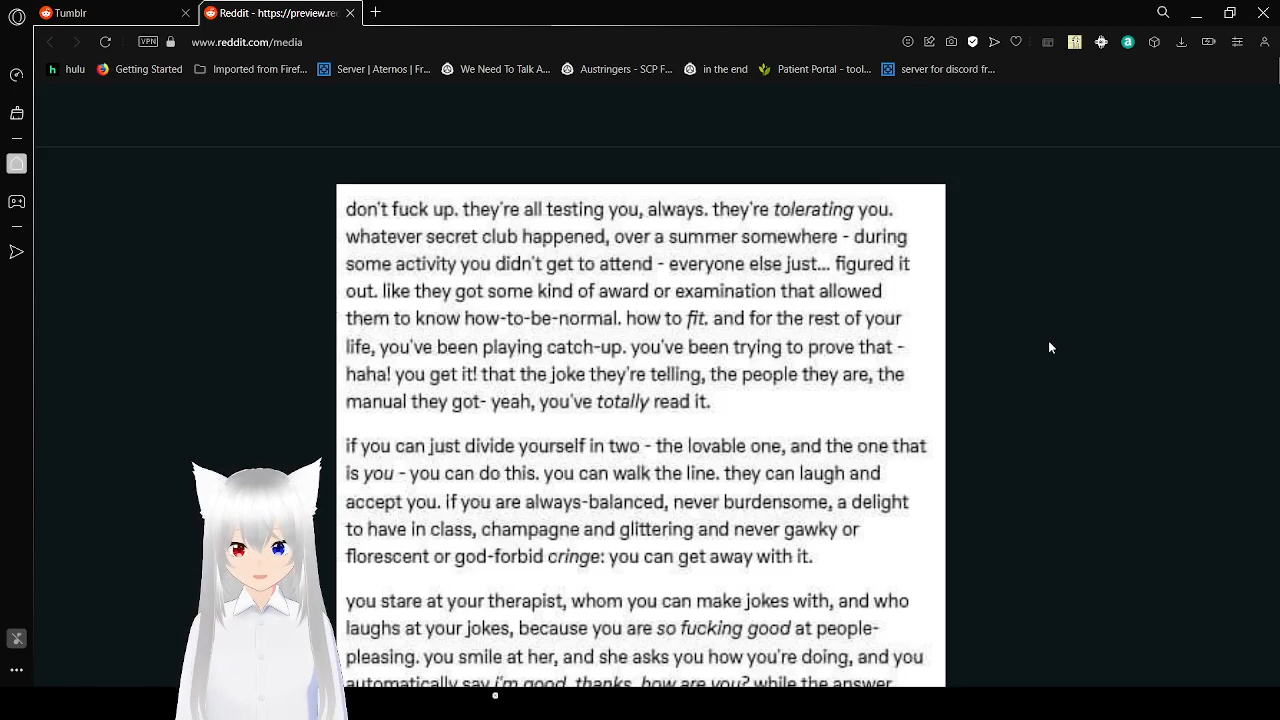 Tumblr
Reddit - https://preview.re
VPN
www.reddit.com/media
hulu
Getting Started
Imported from Firef...
Server | Aternos | Fr...
We Need To Talk A...
Austringers - SCP F...
in the end
Patient Portal - tool...
server for discord fr...
don't fuck up. they're all testing you, always. they're tolerating you.
whatever secret club happened, over a summer somewhere - during
some activity you didn't get to attend - everyone else just... figured it
out. like they got some kind of award or examination that allowed
them to know how-to-be-normal. how to fit. and for the rest of your
life, you've been playing catch-up. you've been trying to prove that -
haha! you get it! that the joke they're telling, the people they are, the
manual they got- yeah, you've totally read it.
if you can just divide yourself in two - the lovable one, and the one that
is you - you can do this. you can walk the line. they can laugh and
accept you. if you are always-balanced, never burdensome, a delight
to have in class, champagne and glittering and never gawky or
florescent or god-forbid cringe: you can get away with it.
you stare at your therapist, whom you can make jokes with, and who
laughs at your jokes, because you are so fucking good at people-
pleasing. you smile at her, and she asks you how you're doing, and you
automatically say i'm good, thanks, how are you? while the answer